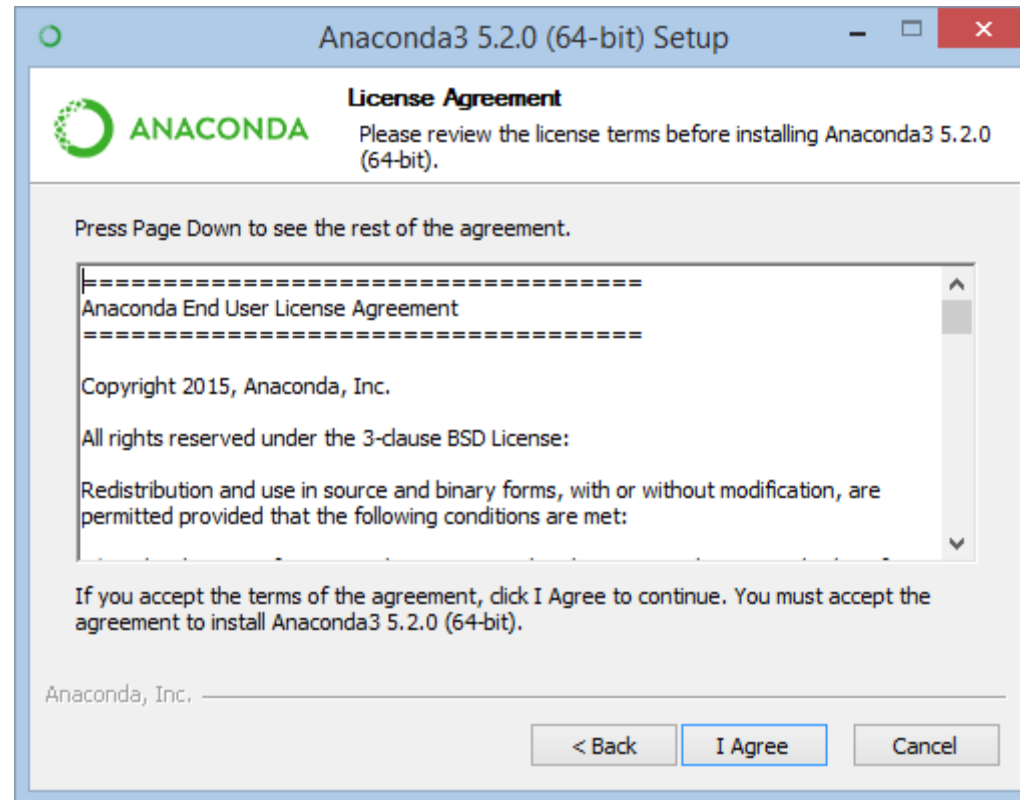 Anaconda3 5.2.0 (64-bit) Setup
ANACONDA
License Agreement
Please review the license terms before installing Anaconda3 5.2.0
(64-bit).
Press Page Down to see the rest of the agreement.
===================================
Anaconda End User License Agreement
===================================
Copyright 2015, Anaconda, Inc.
All rights reserved under the 3-clause BSD License:
Redistribution and use in source and binary forms, with or without modification, are
permitted provided that the following conditions are met:
If you accept the terms of the agreement, click I Agree to continue. You must accept the
agreement to install Anaconda3 5.2.0 (64-bit).
Anaconda, Inc.
< Back
I Agree
Cancel